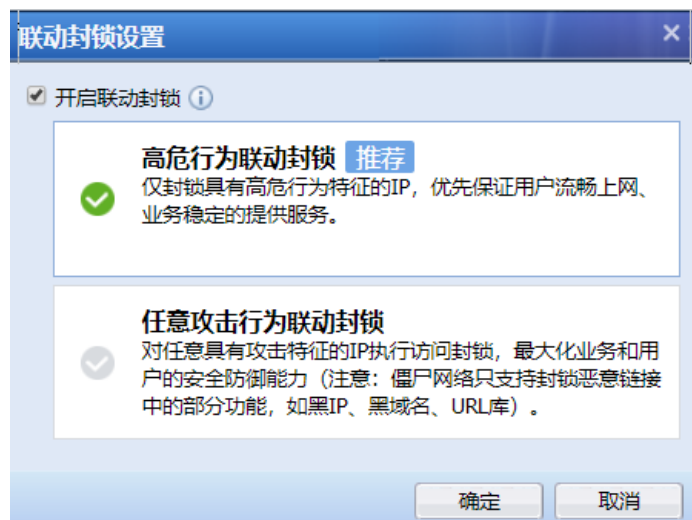 联动封锁设置
开启联动封锁
高危行为联动封锁 推荐
仅封锁具有高危行为特征的IP，优先保证用户流畅上网、
业务稳定的提供服务。
任意攻击行为联动封锁
对任意具有攻击特征的IP执行访问封锁，最大化业务和用
户的安全防御能力（注意：僵尸网络只支持封锁恶意链接
中的部分功能，如黑IP、黑域名、URL库）。
确定 取消